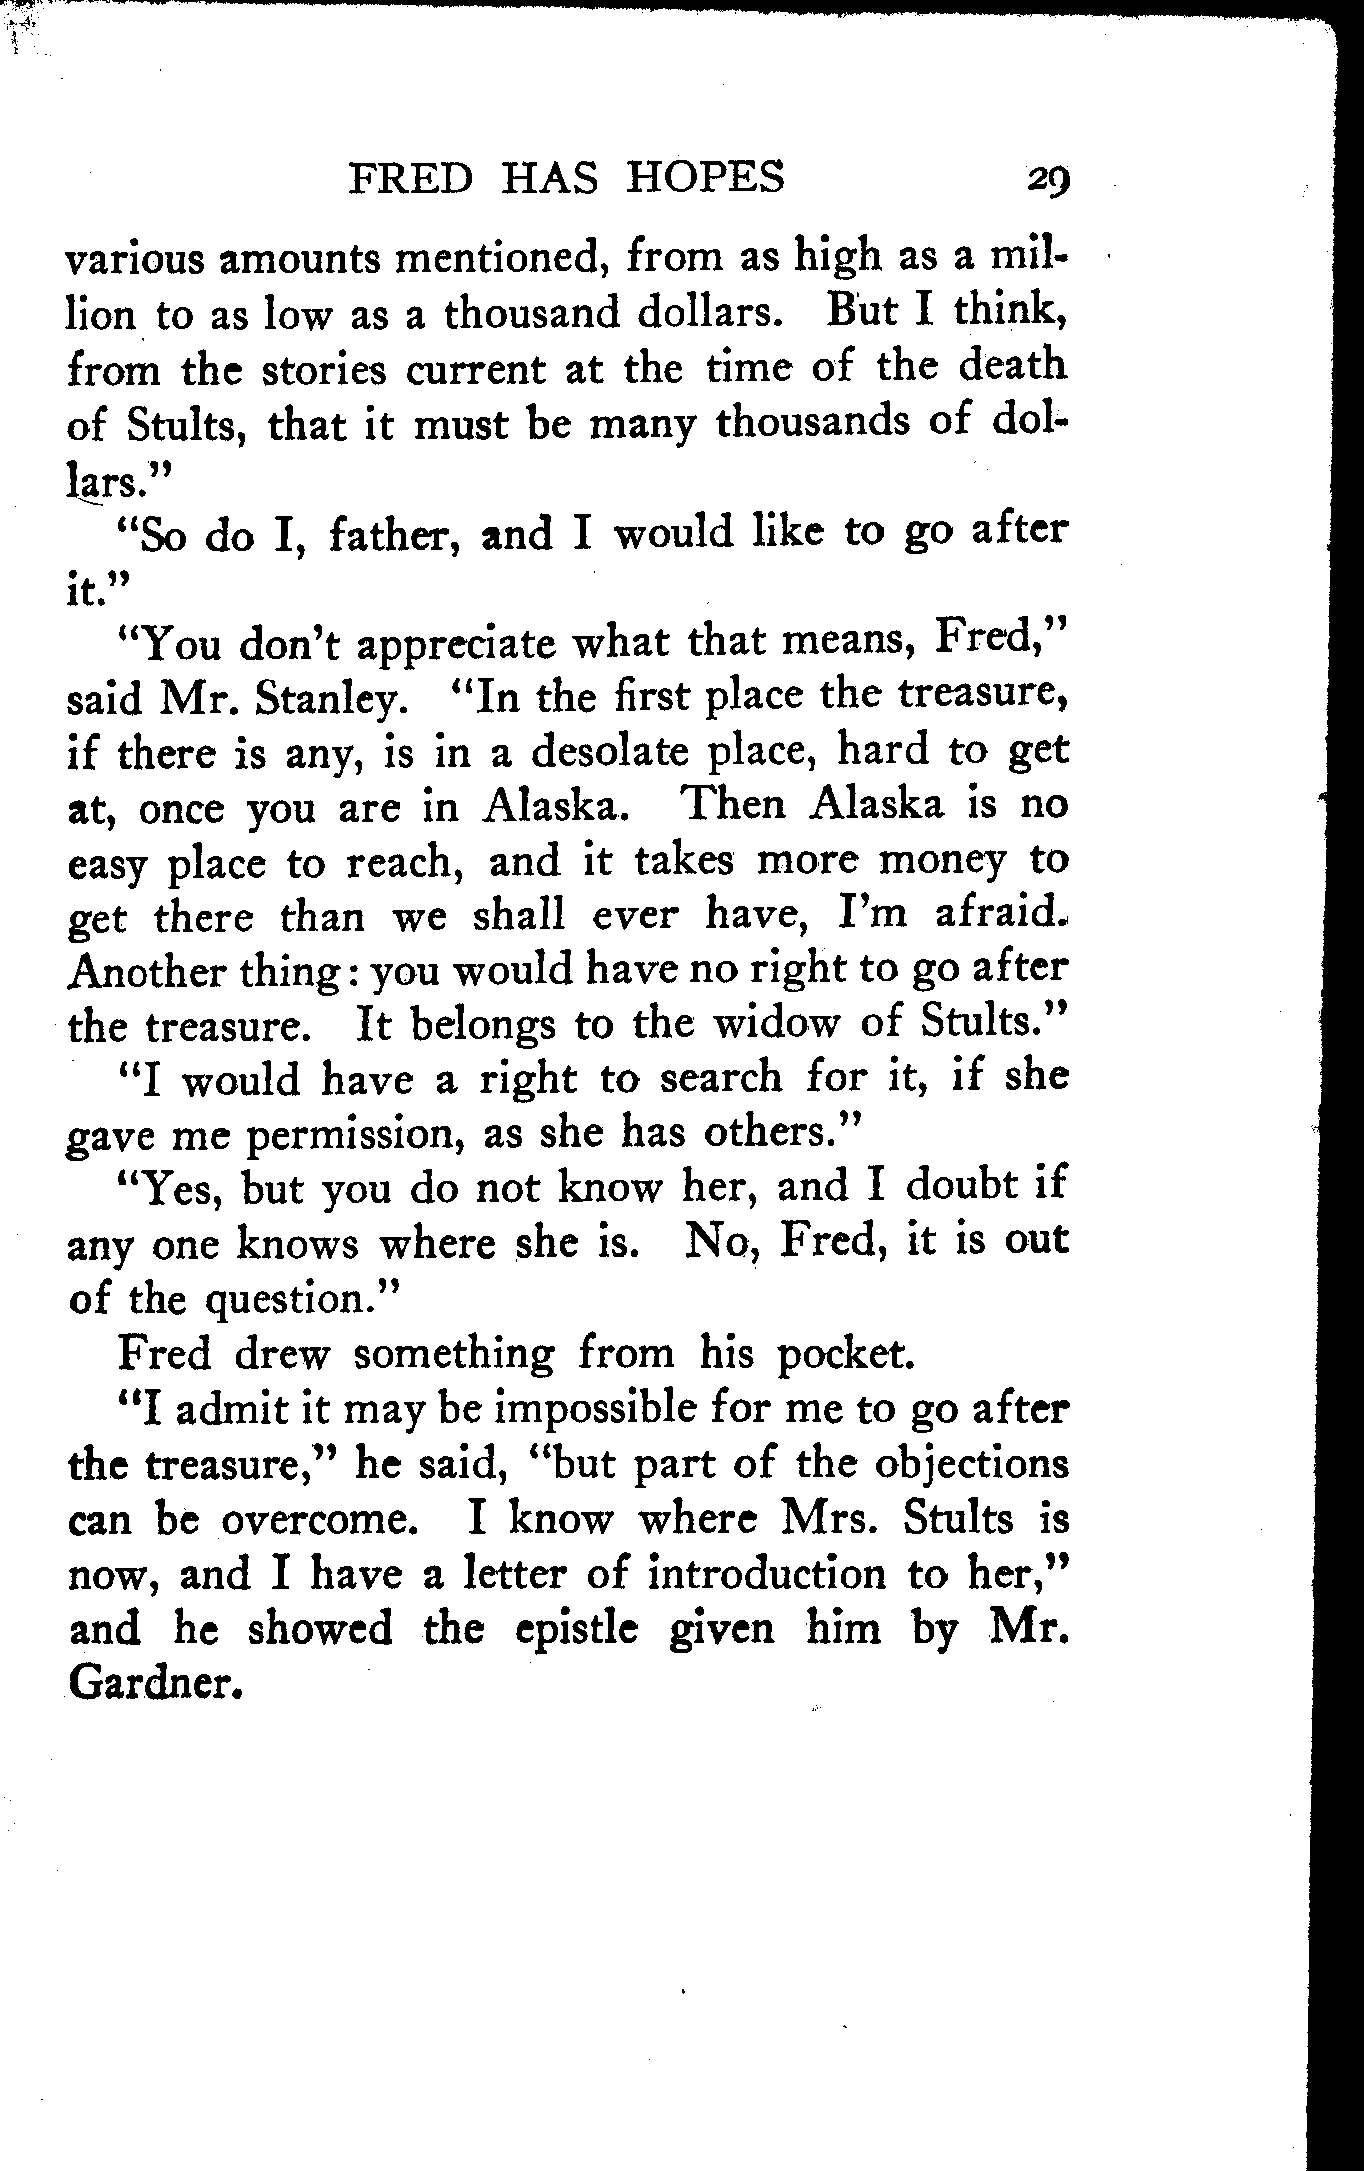 FRED HAS HOPES 29
various amounts mentioned, from as high as a mil-
lion to as low as a thousand dollars. But I think,
from the stories current at the time of the death
of Stults, that it must be many thousands of dol-
lars."
"So do I, father, and I would like to go after
it."
"You don't appreciate what that means, Fred,"
said Mr. Stanley. "In the first place the treasure,
if there is any, is in a desolate place, hard to get
at, once you are in Alaska. Then Alaska is no
easy place to reach, and it takes more money to
get there than we shall ever have, I'm afraid.
Another thing: you would have no right to go after
the treasure. It belongs to the widow of Stults."
"I would have a right to search for it, if she
gave me permission, as she has others."
"Yes, but you do not know her, and I doubt if
any one knows where she is. No, Fred, it is out
of the question."
Fred drew something from his pocket.
"I admit it may be impossible for me to go after
the treasure," he said, "but part of the objections
can be overcome. I know where Mrs. Stults is
now, and I have a letter of introduction to her,"
and he showed the epistle given him by Mr.
Gardner.